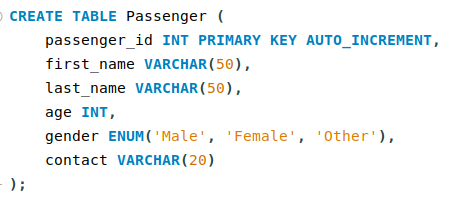 CREATE TABLE Passenger (
    passenger_id INT PRIMARY KEY AUTO_INCREMENT,
    first_name VARCHAR(50),
    last_name VARCHAR(50),
    age INT,
    gender ENUM('Male', 'Female', 'Other'),
    contact VARCHAR(20)
);